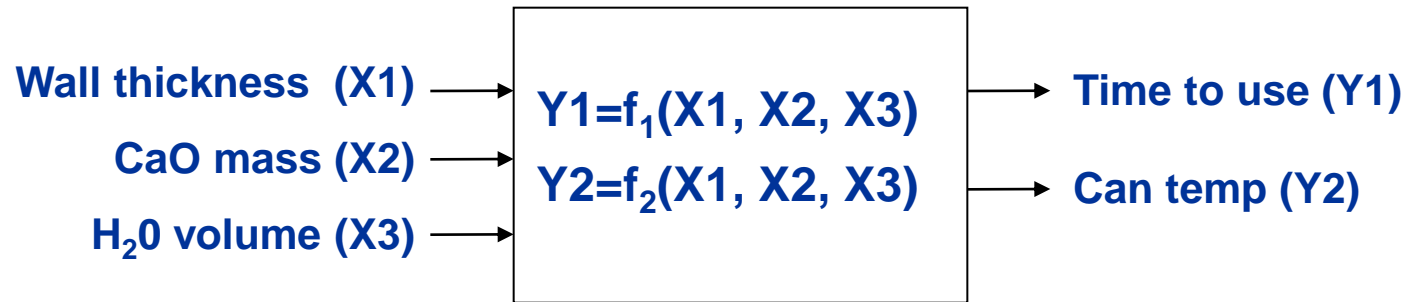 Wall thickness (X1)
CaO mass (X2)
H₂0 volume (X3)
Y1=f₁(X1, X2, X3)
Y2=f₂(X1, X2, X3)
Time to use (Y1)
Can temp (Y2)